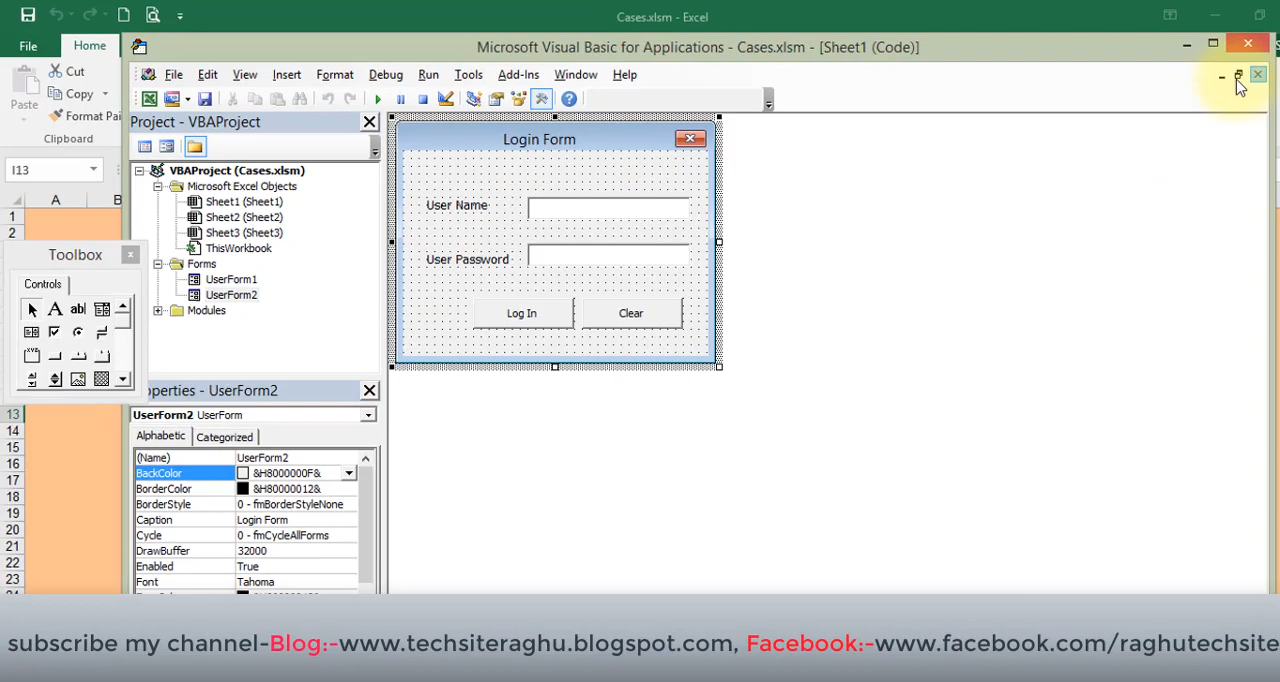 Cases.xlsm - Excel
File
Home
Cut
Copy
Paste
Format Pai
Clipboard
I13
A
B
1
2
13
14
15
16
17
18
19
20
21
22
23
Microsoft Visual Basic for Applications - Cases.xlsm - [Sheet1 (Code)]
File Edit View Insert Format Debug Run Tools Add-Ins Window Help
Project - VBAProject
VBAProject (Cases.xlsm)
Microsoft Excel Objects
Sheet1 (Sheet1)
Sheet2 (Sheet2)
Sheet3 (Sheet3)
ThisWorkbook
Forms
UserForm1
UserForm2
Modules
Toolbox
Controls
Login Form
User Name
User Password
Log In
Clear
operties - UserForm2
UserForm2 UserForm
Alphabetic Categorized
(Name) UserForm2
BackColor &H8000000F&
BorderColor &H80000012&
BorderStyle 0 - fmBorderStyleNone
Caption Login Form
Cycle 0 - fmCycleAllForms
DrawBuffer 32000
Enabled True
Font Tahoma
subscribe my channel-Blog:-www.techsiteraghu.blogspot.com, Facebook:-www.facebook.com/raghutechsite